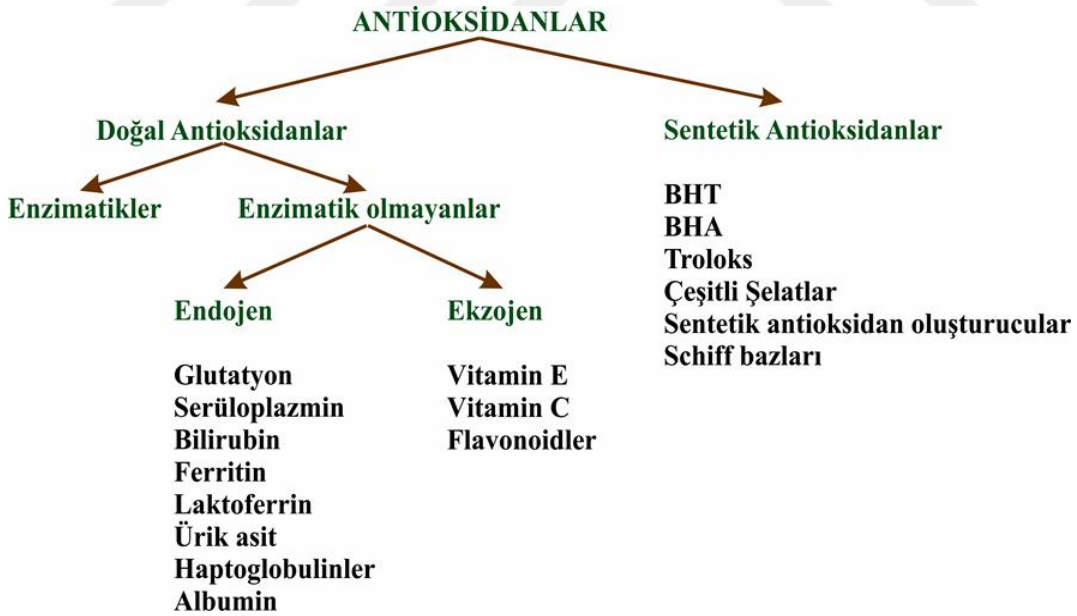 ANTİOKSİDANLAR
Doğal Antioksidanlar
Sentetik Antioksidanlar
Enzimatikler
Enzimatik olmayanlar
Endojen
Glutatyon
Serüloplazmin
Bilirubin
Ferritin
Laktoferrin
Ürik asit
Haptoglobulinler
Albumin
Ekzojen
Vitamin E
Vitamin C
Flavonoidler
BHT
BHA
Troloks
Çeşitli Şelatlar
Sentetik antioksidan oluşturucular
Schiff bazları